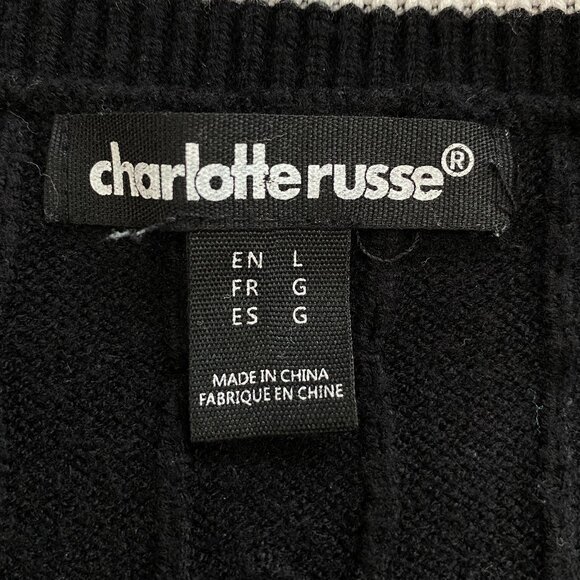 charlotte russe®
EN L
FR G
ES G
MADE IN CHINA
FABRIQUE EN CHINE